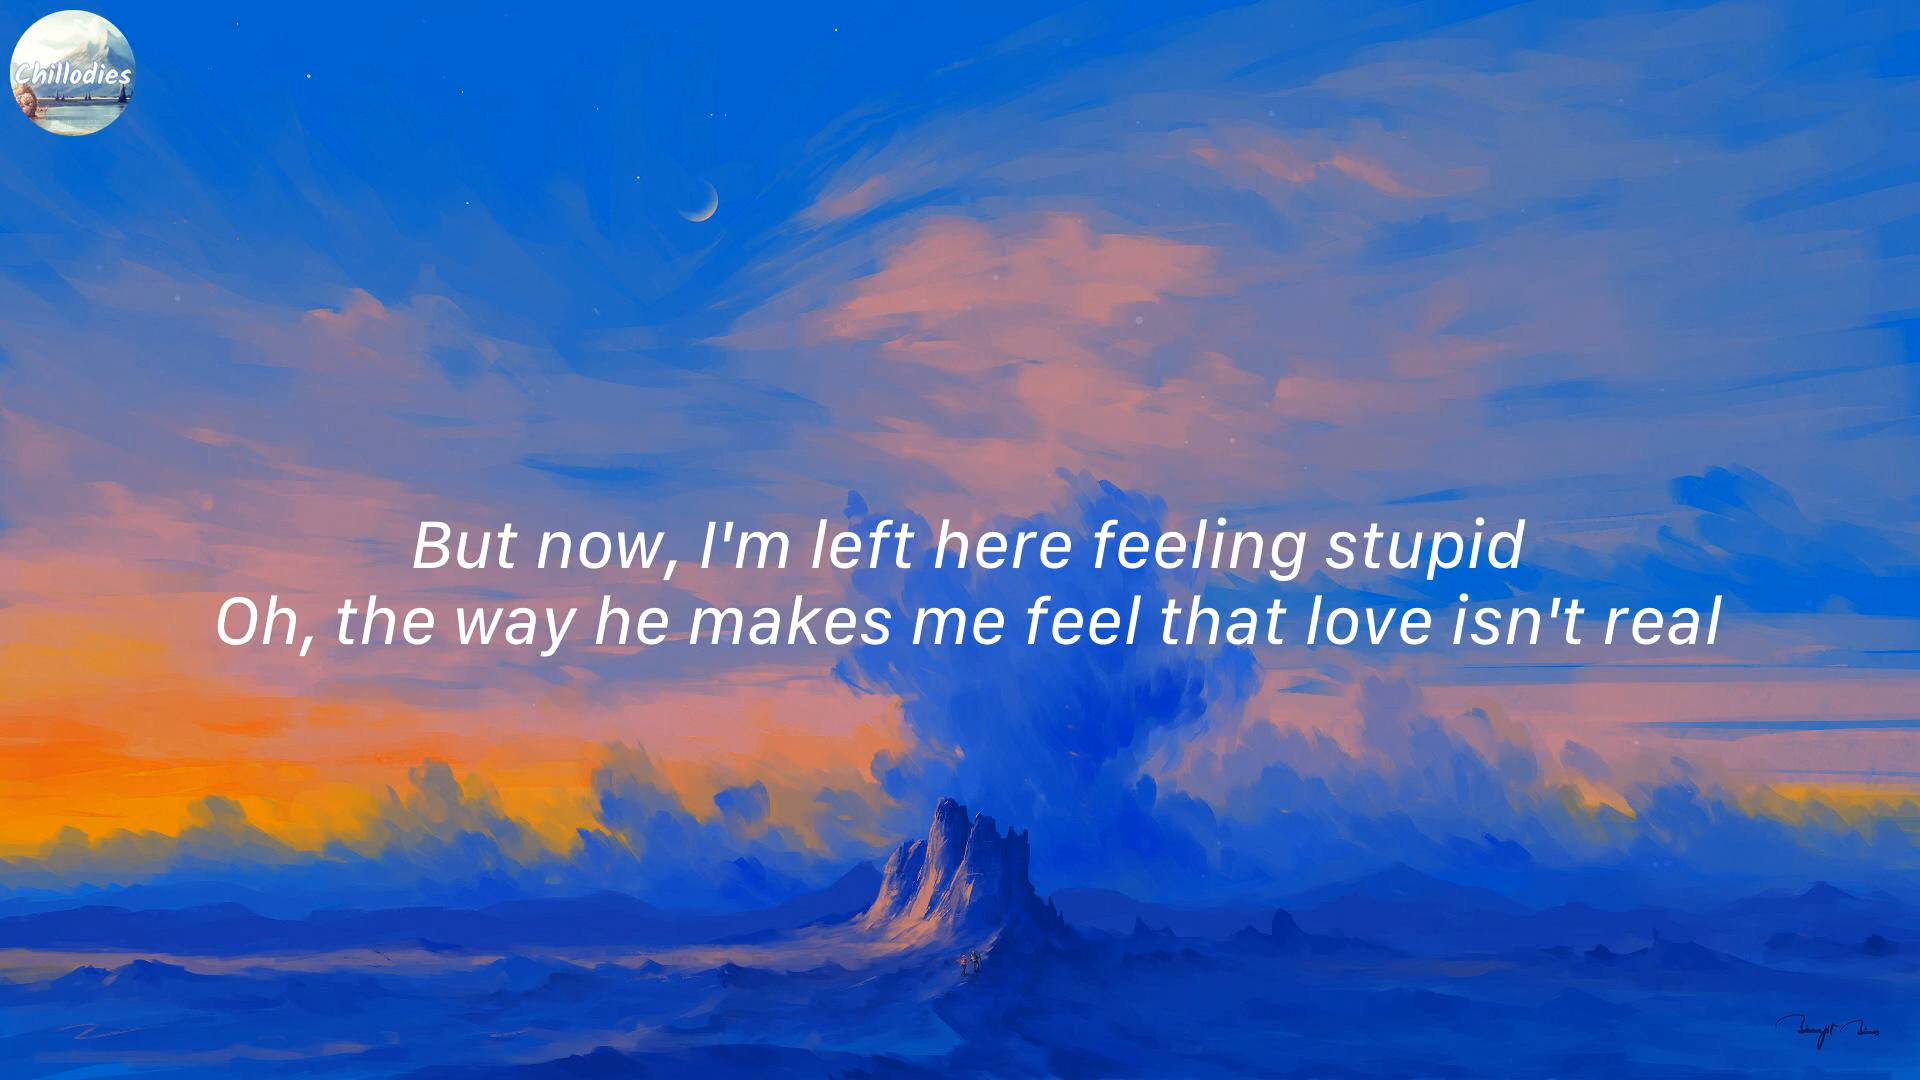 Chillodies
But now, I'm left here feeling stupid
Oh, the way he makes me feel that love isn't real